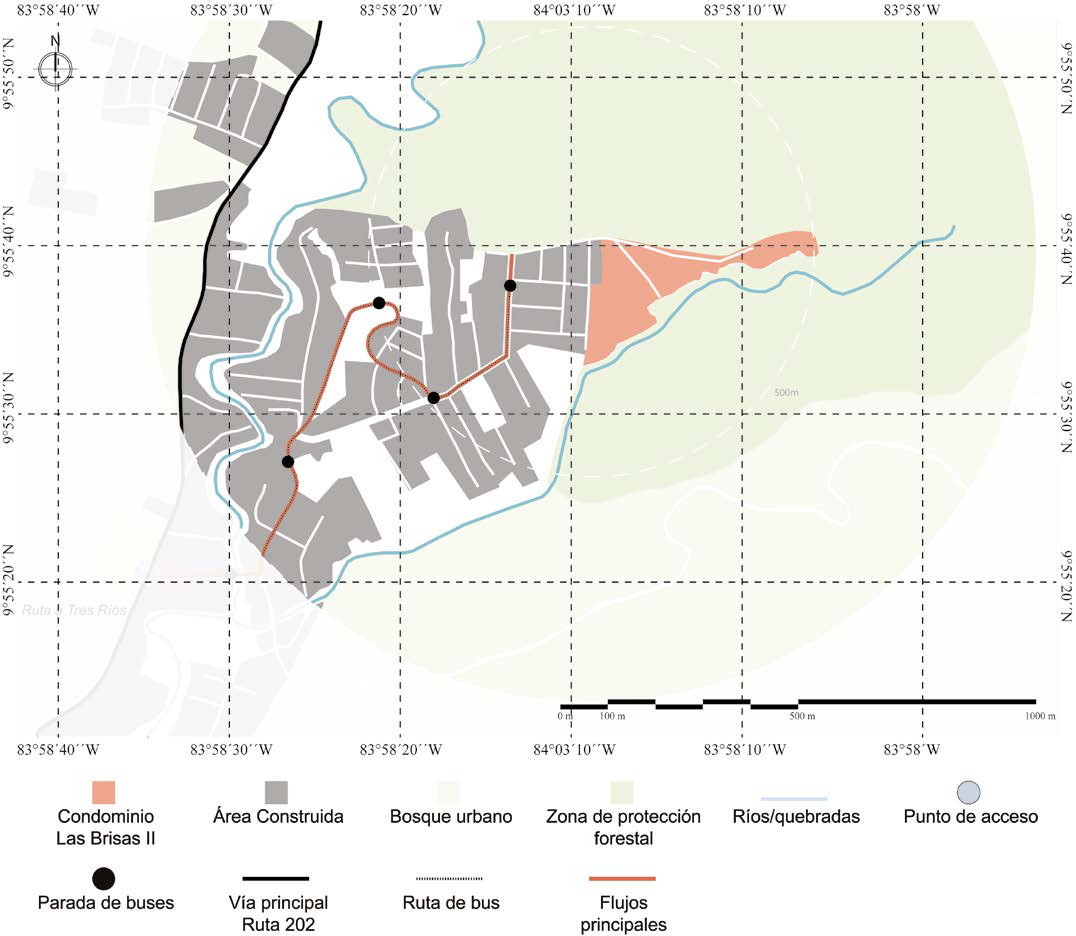 83°58´40´´W 83°58´30´´W 83°58´20´´W 84°03´10´´W 83°58´10´´W 83°58´W
N
9°55´50´´N 9°55´50´´N
9°55´40´´N 9°55´40´´N
500m
9°55´30´´N 9°55´30´´N
9°55´20´´N 9°55´20´´N
Ruta a Tres Ríos
0 m 100 m 500 m 1000 m
83°58´40´´W 83°58´30´´W 83°58´20´´W 84°03´10´´W 83°58´10´´W 83°58´W
Condominio
Las Brisas II
Área Construida
Bosque urbano
Zona de protección
forestal
Ríos/quebradas
Punto de acceso
Parada de buses
Vía principal
Ruta 202
Ruta de bus
Flujos
principales